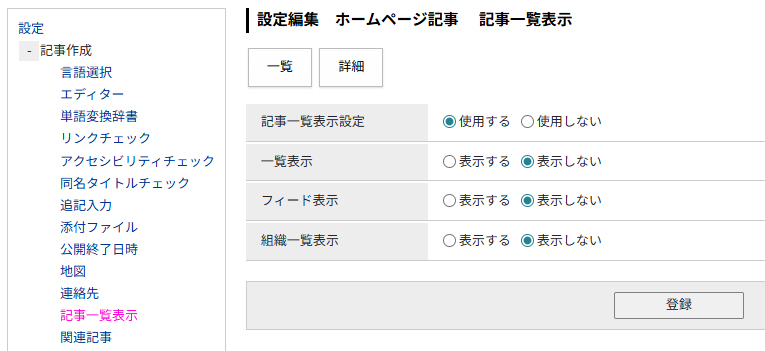 設定
- 記事作成
言語選択
エディター
単語変換辞書
リンクチェック
アクセシビリティチェック
同名タイトルチェック
追記入力
添付ファイル
公開終了日時
地図
連絡先
記事一覧表示
関連記事
設定編集 ホームページ記事 記事一覧表示
一覧 詳細
記事一覧表示設定 使用する 使用しない
一覧表示 表示する 表示しない
フィード表示 表示する 表示しない
組織一覧表示 表示する 表示しない
登録